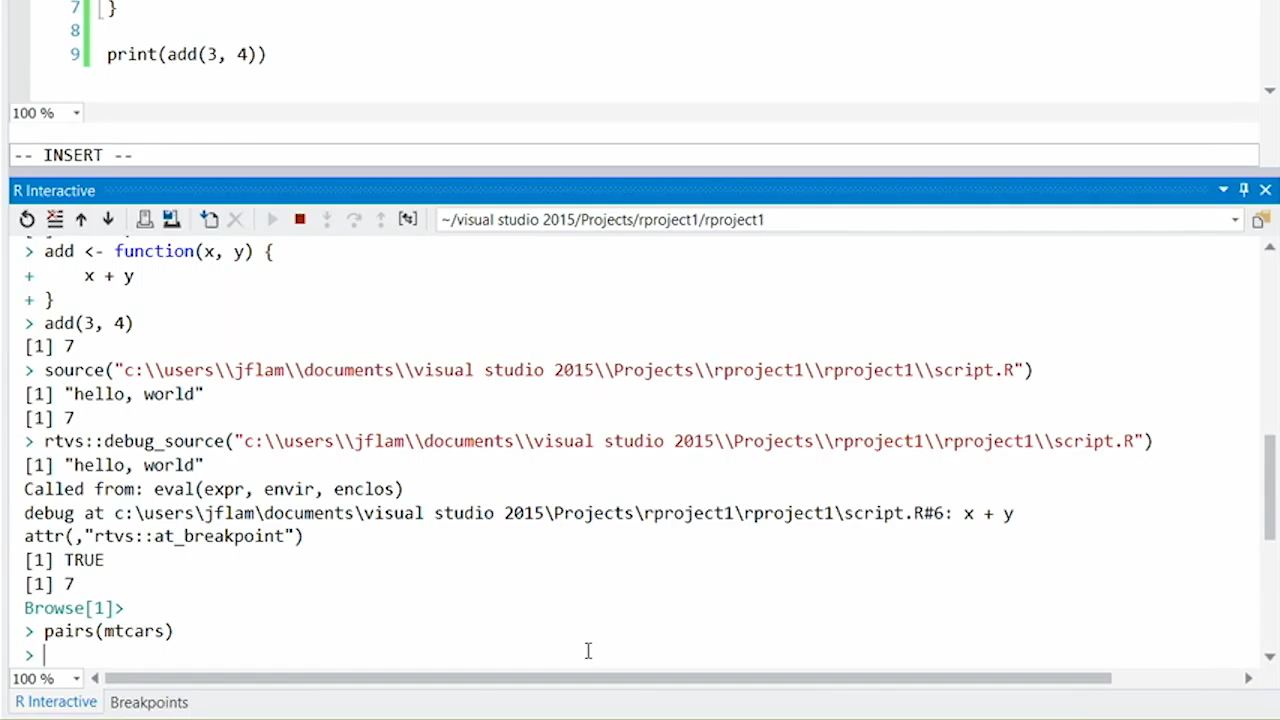 7 }
8
9 print(add(3, 4))
100 %
-- INSERT --
R Interactive
~/visual studio 2015/Projects/rproject1/rproject1
> add <- function(x, y) {
+ x + y
+ }
> add(3, 4)
[1] 7
> source("c:\\users\\jflam\\documents\\visual studio 2015\\Projects\\rproject1\\rproject1\\script.R")
[1] "hello, world"
[1] 7
> rtvs::debug_source("c:\\users\\jflam\\documents\\visual studio 2015\\Projects\\rproject1\\rproject1\\script.R")
[1] "hello, world"
Called from: eval(expr, envir, enclos)
debug at c:\users\jflam\documents\visual studio 2015\Projects\rproject1\rproject1\script.R#6: x + y
attr(,"rtvs::at_breakpoint")
[1] TRUE
[1] 7
Browse[1]>
> pairs(mtcars)
>
100 %
R Interactive Breakpoints